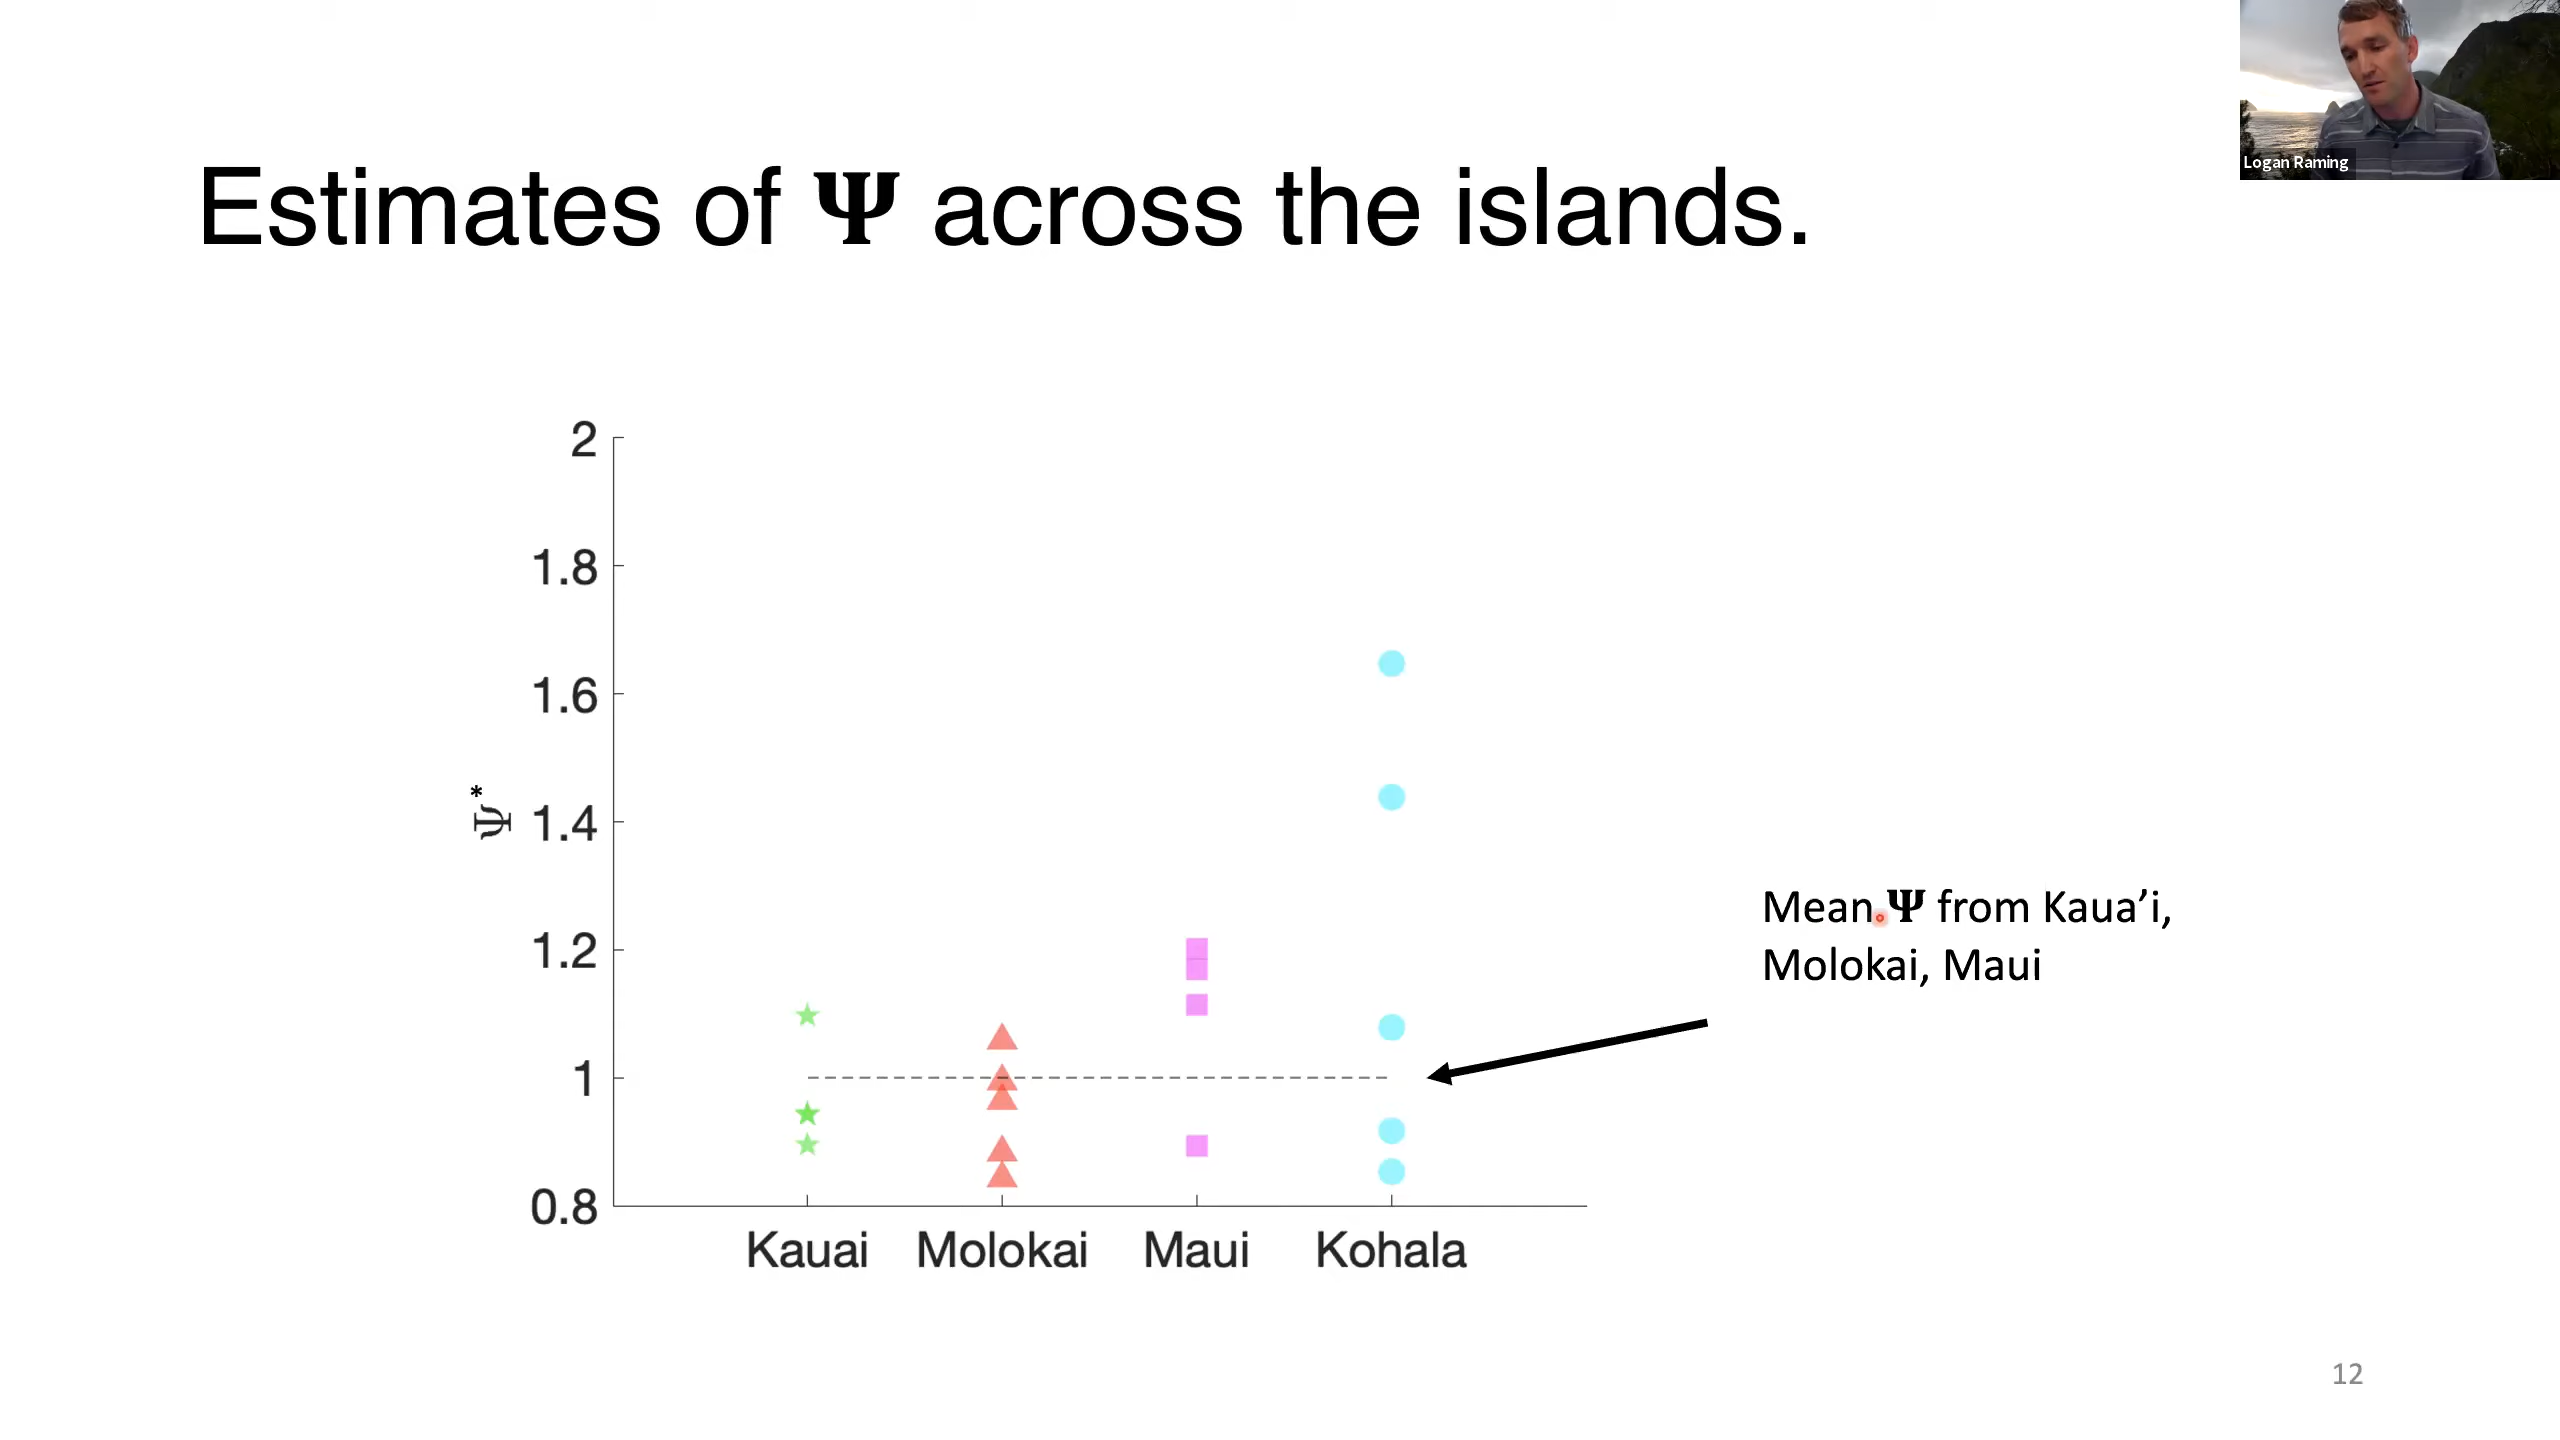 Logan Raming
Estimates of Ψ across the islands.
2
1.8
1.6
1.4
1.2
1
0.8
Ψ*
Kauai Molokai Maui Kohala
Mean Ψ from Kaua’i,
Molokai, Maui
12